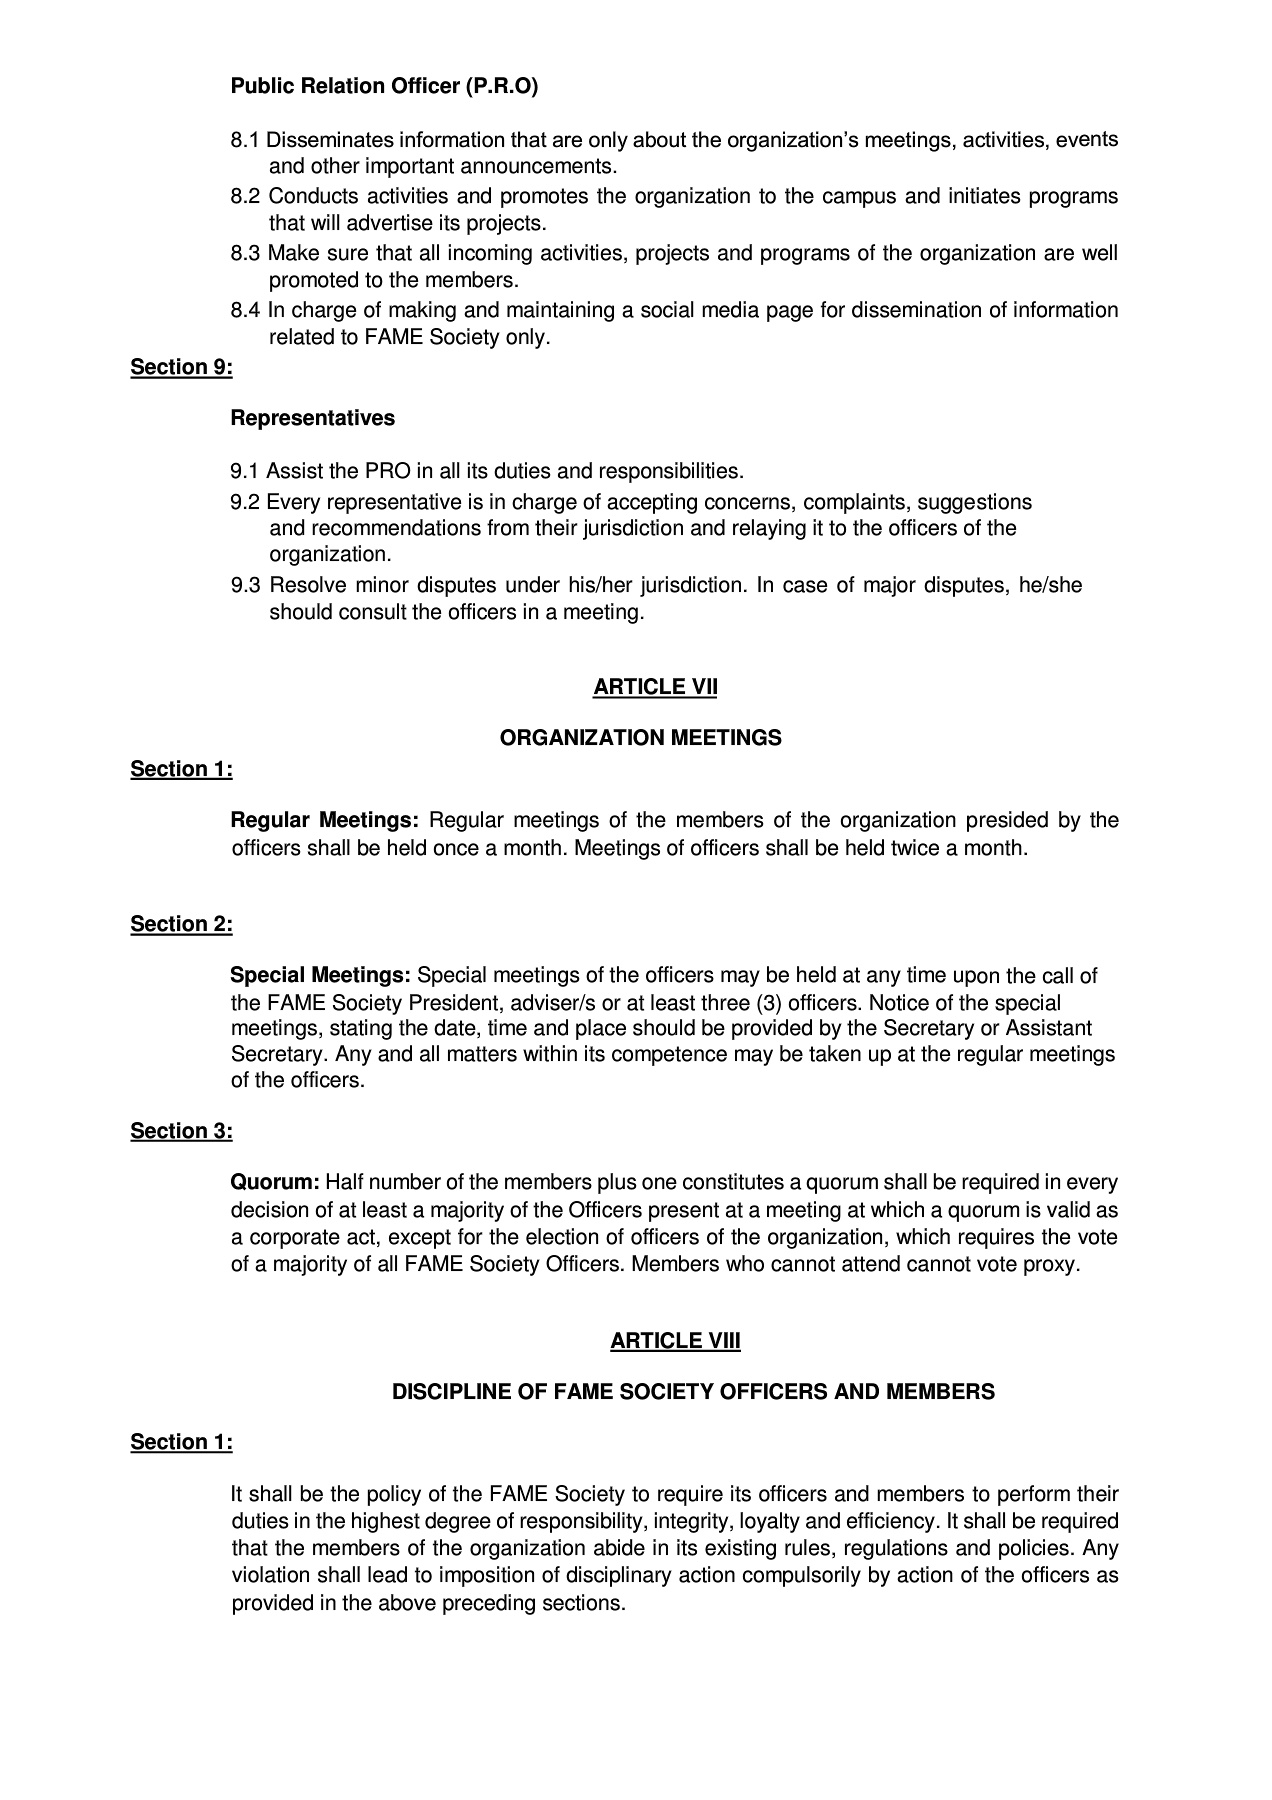 Public Relation Officer (P.R.O)
8.1 Disseminates information that are only about the organization’s meetings, activities, events
and other important announcements.
8.2 Conducts activities and promotes the organization to the campus and initiates programs
that will advertise its projects.
8.3 Make sure that all incoming activities, projects and programs of the organization are well
promoted to the members.
8.4 In charge of making and maintaining a social media page for dissemination of information
related to FAME Society only.
Section 9:
Representatives
9.1 Assist the PRO in all its duties and responsibilities.
9.2 Every representative is in charge of accepting concerns, complaints, suggestions
and recommendations from their jurisdiction and relaying it to the officers of the
organization.
9.3 Resolve minor disputes under his/her jurisdiction. In case of major disputes, he/she
should consult the officers in a meeting.
ARTICLE VII
ORGANIZATION MEETINGS
Section 1:
Regular Meetings: Regular meetings of the members of the organization presided by the
officers shall be held once a month. Meetings of officers shall be held twice a month.
Section 2:
Special Meetings: Special meetings of the officers may be held at any time upon the call of
the FAME Society President, adviser/s or at least three (3) officers. Notice of the special
meetings, stating the date, time and place should be provided by the Secretary or Assistant
Secretary. Any and all matters within its competence may be taken up at the regular meetings
of the officers.
Section 3:
Quorum: Half number of the members plus one constitutes a quorum shall be required in every
decision of at least a majority of the Officers present at a meeting at which a quorum is valid as
a corporate act, except for the election of officers of the organization, which requires the vote
of a majority of all FAME Society Officers. Members who cannot attend cannot vote proxy.
ARTICLE VIII
DISCIPLINE OF FAME SOCIETY OFFICERS AND MEMBERS
Section 1:
It shall be the policy of the FAME Society to require its officers and members to perform their
duties in the highest degree of responsibility, integrity, loyalty and efficiency. It shall be required
that the members of the organization abide in its existing rules, regulations and policies. Any
violation shall lead to imposition of disciplinary action compulsorily by action of the officers as
provided in the above preceding sections.